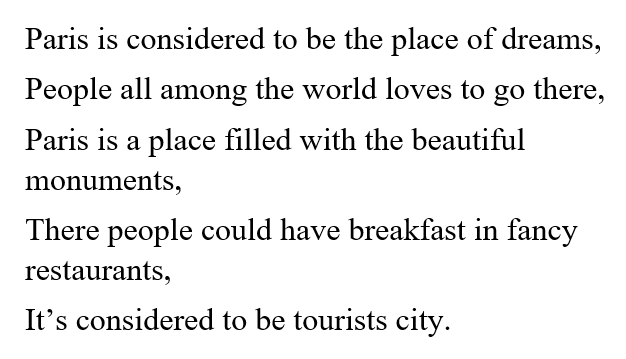 Paris is considered to be the place of dreams,
People all among the world loves to go there,
Paris is a place filled with the beautiful
monuments,
There people could have breakfast in fancy
restaurants,
It’s considered to be tourists city.